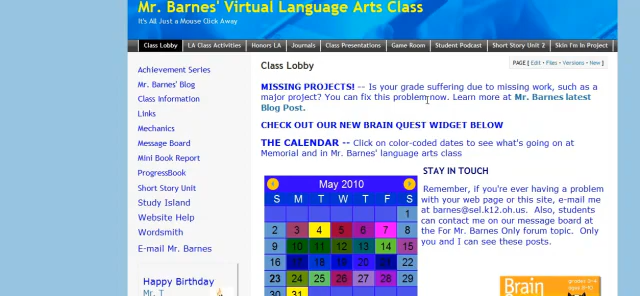 Mr. Barnes' Virtual Language Arts Class
It's All Just a Mouse Click Away
Class Lobby LA Class Activities Honors LA Journals Class Presentations Game Room Student Podcast Short Story Unit 2 Skin I'm In Project
Class Lobby
PAGE [ Edit • Files • Versions • New ]
Achievement Series
Mr. Barnes' Blog
Class Information
Links
Mechanics
Message Board
Mini Book Report
ProgressBook
Short Story Unit
Study Island
Website Help
Wordsmith
E-mail Mr. Barnes
Happy Birthday
Mr. T
MISSING PROJECTS! -- Is your grade suffering due to missing work, such as a
major project? You can fix this problem now. Learn more at Mr. Barnes latest
Blog Post.
CHECK OUT OUR NEW BRAIN QUEST WIDGET BELOW
THE CALENDAR -- Click on color-coded dates to see what's going on at
Memorial and in Mr. Barnes' language arts class
May 2010
S M T W T F S
1
2 3 4 5 6 7 8
9 10 11 12 13 14 15
16 17 18 19 20 21 22
23 24 25 26 27 28 29
30 31
STAY IN TOUCH
Remember, if you're ever having a problem
with your web page or this site, e-mail me
at barnes@sel.k12.oh.us. Also, students
can contact me on our message board at
the For Mr. Barnes Only forum topic. Only
you and I can see these posts.
Brain